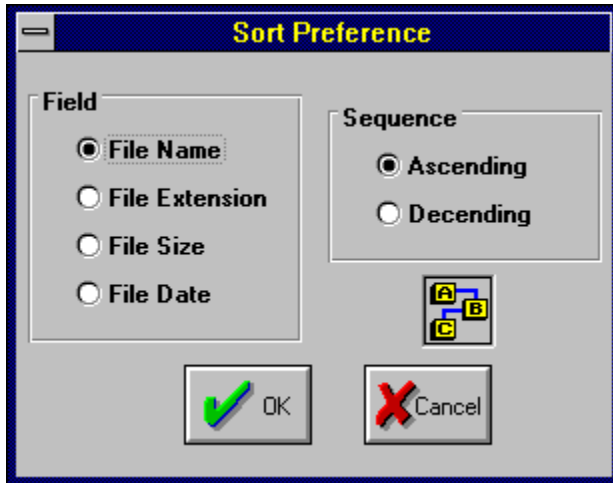 Sort Preference
Field
File Name
File Extension
File Size
File Date
Sequence
Ascending
Decending
A
B
C
OK
Cancel